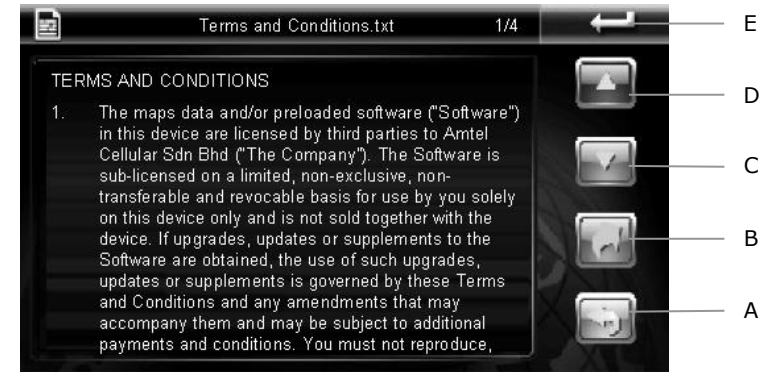 Terms and Conditions.txt 1/4 E
TERMS AND CONDITIONS
D
1. The maps data and/or preloaded software ("Software")
in this device are licensed by third parties to Amtel
Cellular Sdn Bhd ("The Company"). The Software is
sub-licensed on a limited, non-exclusive, non-
C
transferable and revocable basis for use by you solely
on this device only and is not sold together with the
device. If upgrades, updates or supplements to the
B
Software are obtained, the use of such upgrades,
updates or supplements is governed by these Terms
and Conditions and any amendments that may
A
accompany them and may be subject to additional
payments and conditions. You must not reproduce,